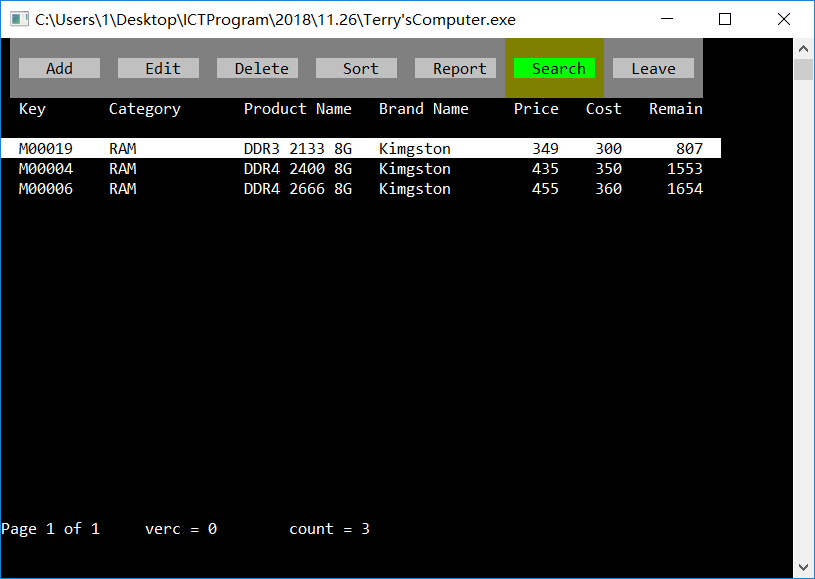 C:\Users\1\Desktop\ICTProgram\2018\11.26\Terry'sComputer.exe
Add Edit Delete Sort Report Search Leave
Key Category Product Name Brand Name Price Cost Remain
M00019 RAM DDR3 2133 8G Kimgston 349 300 807
M00004 RAM DDR4 2400 8G Kimgston 435 350 1553
M00006 RAM DDR4 2666 8G Kimgston 455 360 1654
Page 1 of 1 verc = 0 count = 3